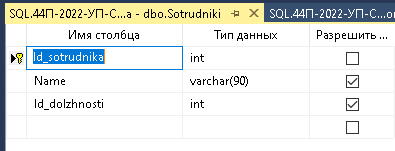 SQL.44П-2022-УП-С...a - dbo.Sotrudniki
SQL.44П-2022-УП-С...
Имя столбца Тип данных Разрешить ...
Id_sotrudnika int
Name varchar(90)
Id_dolzhnosti int